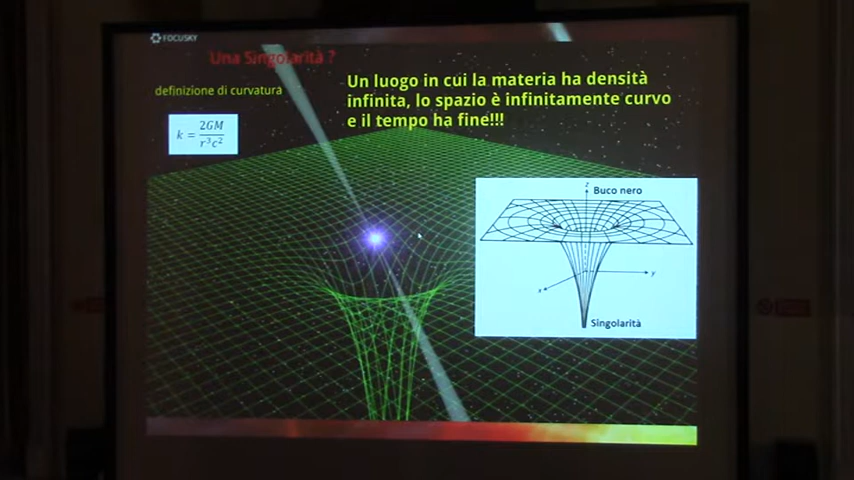 FOCUSKY
Una Singolarità ?
definizione di curvatura
k = 2GM / r³c²
Un luogo in cui la materia ha densità
infinita, lo spazio è infinitamente curvo
e il tempo ha fine!!!
z
Buco nero
x
y
Singolarità